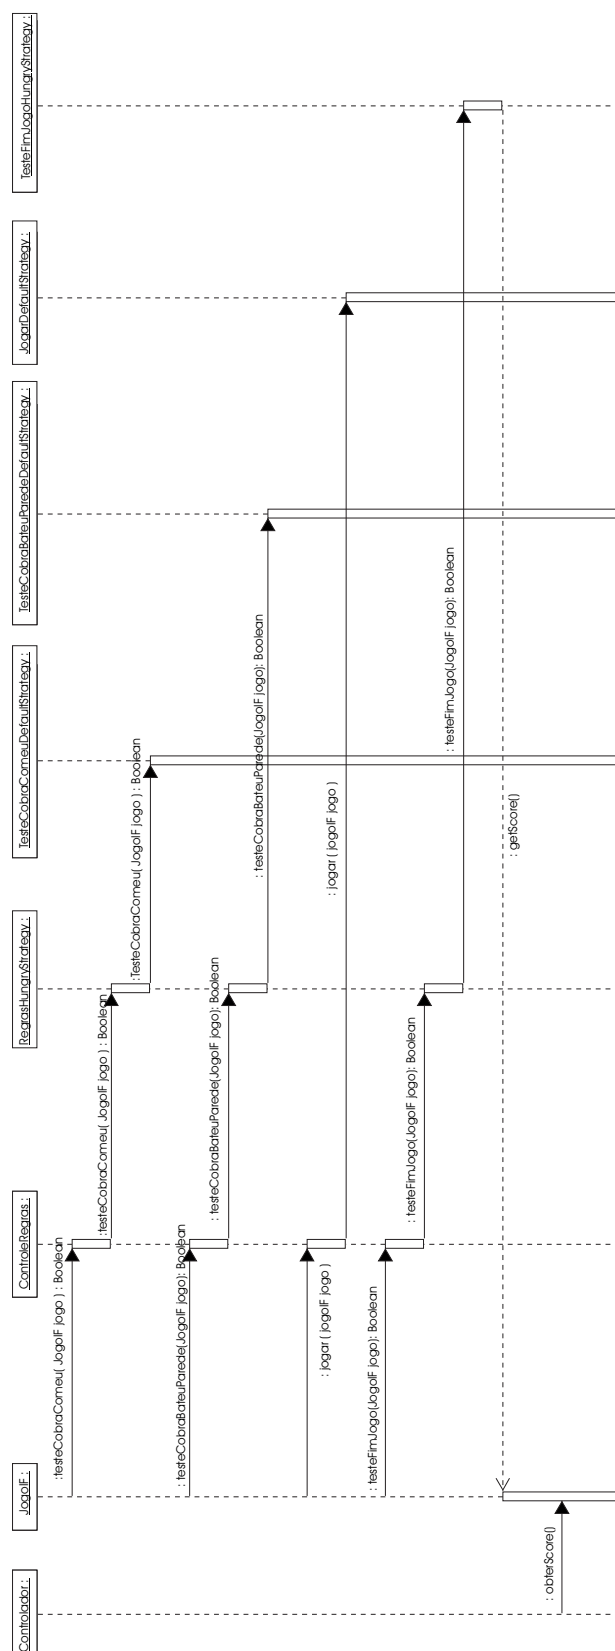 Controlador :
JogoIF :
ControleRegras :
RegrasHungryStrategy :
TesteCobraComeuDefaultStrategy :
TesteCobraBateuParedeDefaultStrategy :
JogarDefaultStrategy :
TesteFimJogoHungryStrategy :
:testeCobraComeu( JogoIF jogo ) : Boolean
:testeCobraComeu( JogoIF jogo ) : Boolean
:TesteCobraComeu( JogoIF jogo ) : Boolean
: testeCobraBateuParede(JogoIF jogo): Boolean
: testeCobraBateuParede(JogoIF jogo): Boolean
: testeCobraBateuParede(JogoIF jogo): Boolean
: jogar ( jogoIF jogo )
: jogar ( jogoIF jogo )
: testeFimJogo(JogoIF jogo): Boolean
: testeFimJogo(JogoIF jogo): Boolean
: testeFimJogo(JogoIF jogo): Boolean
: getScore()
: obterScore()